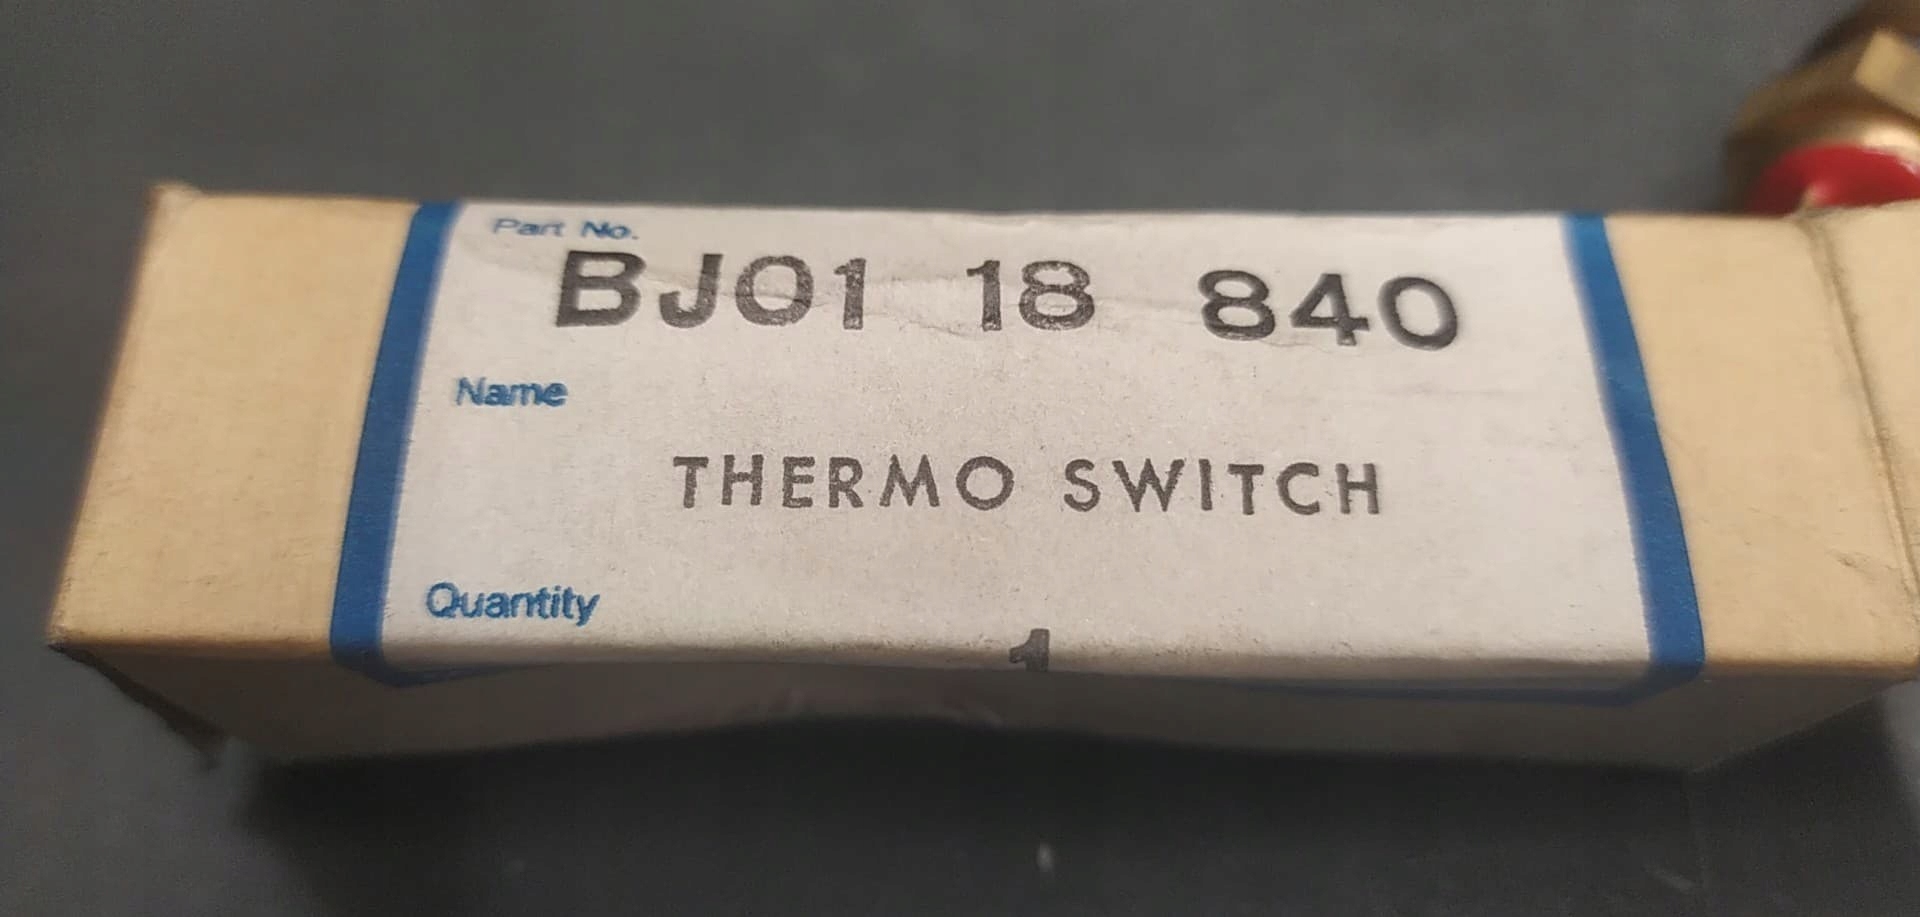 Part No.
BJ01 18 840
Name
THERMO SWITCH
Quantity
1